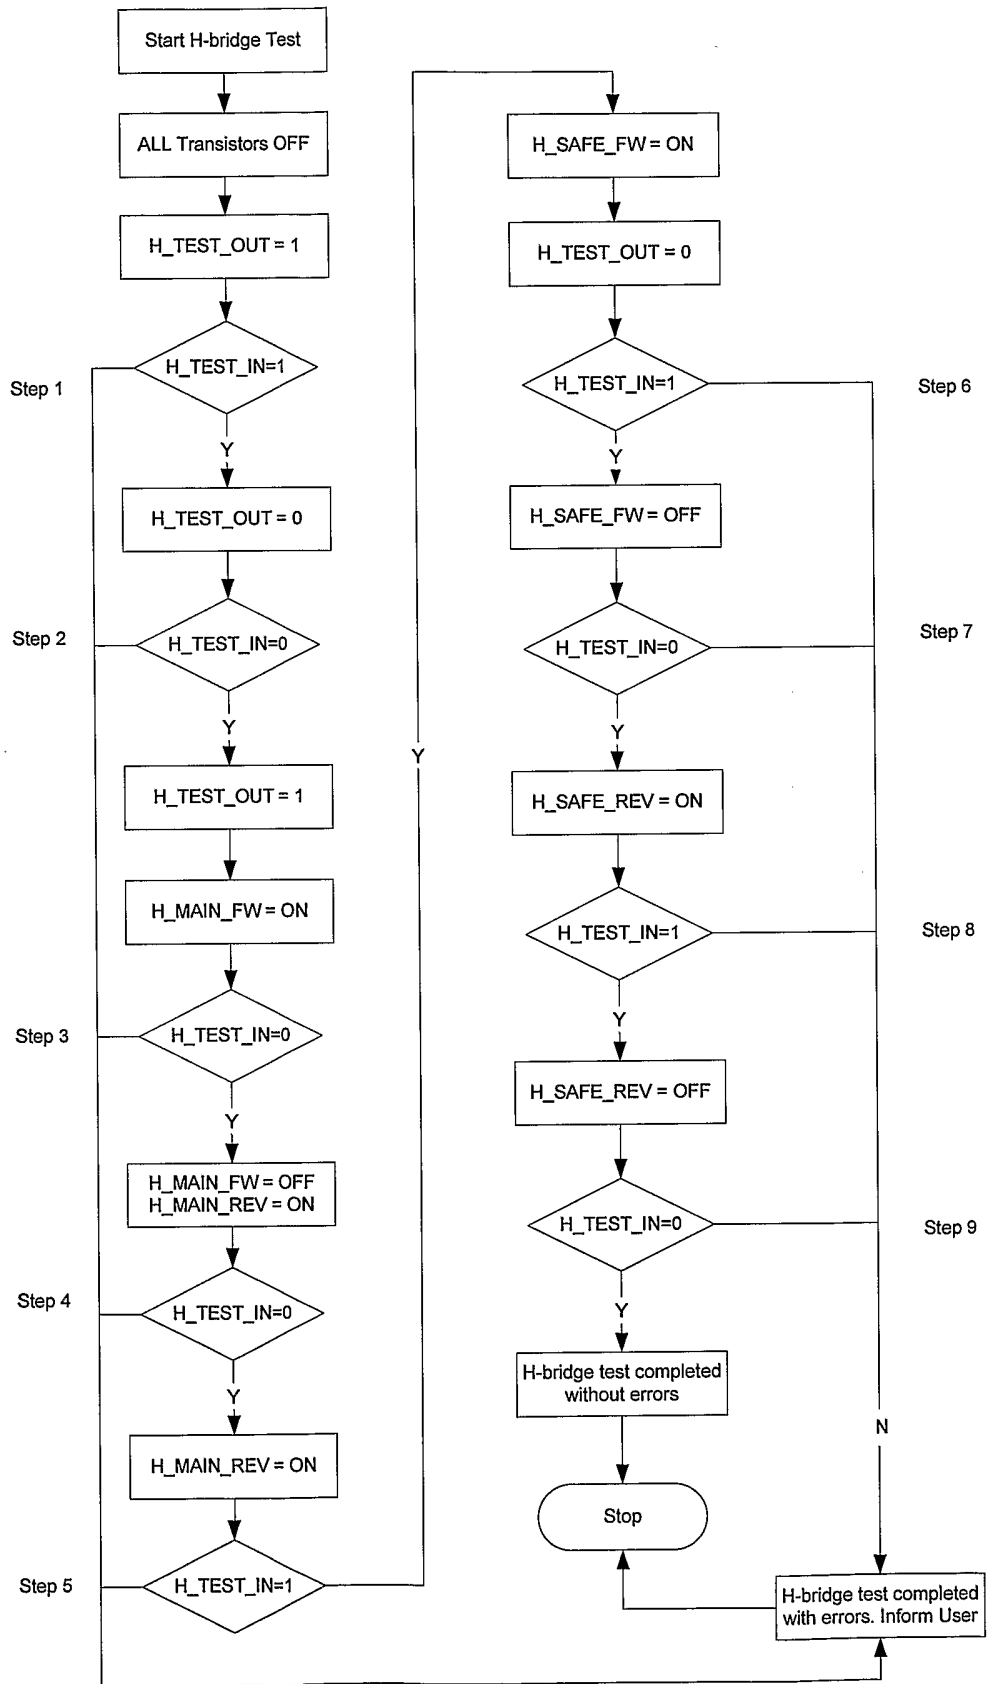 Start H-bridge Test
ALL Transistors OFF
H_TEST_OUT = 1
H_TEST_IN=1
Step 1
Y
H_TEST_OUT = 0
H_TEST_IN=0
Step 2
Y
H_TEST_OUT = 1
H_MAIN_FW = ON
H_TEST_IN=0
Step 3
Y
H_MAIN_FW = OFF
H_MAIN_REV = ON
H_TEST_IN=0
Step 4
Y
H_MAIN_REV = ON
H_TEST_IN=1
Step 5
Y
H_SAFE_FW = ON
H_TEST_OUT = 0
H_TEST_IN=1
Step 6
Y
H_SAFE_FW = OFF
H_TEST_IN=0
Step 7
Y
H_SAFE_REV = ON
H_TEST_IN=1
Step 8
Y
H_SAFE_REV = OFF
H_TEST_IN=0
Step 9
Y
H-bridge test completed
without errors
N
Stop
H-bridge test completed
with errors. Inform User